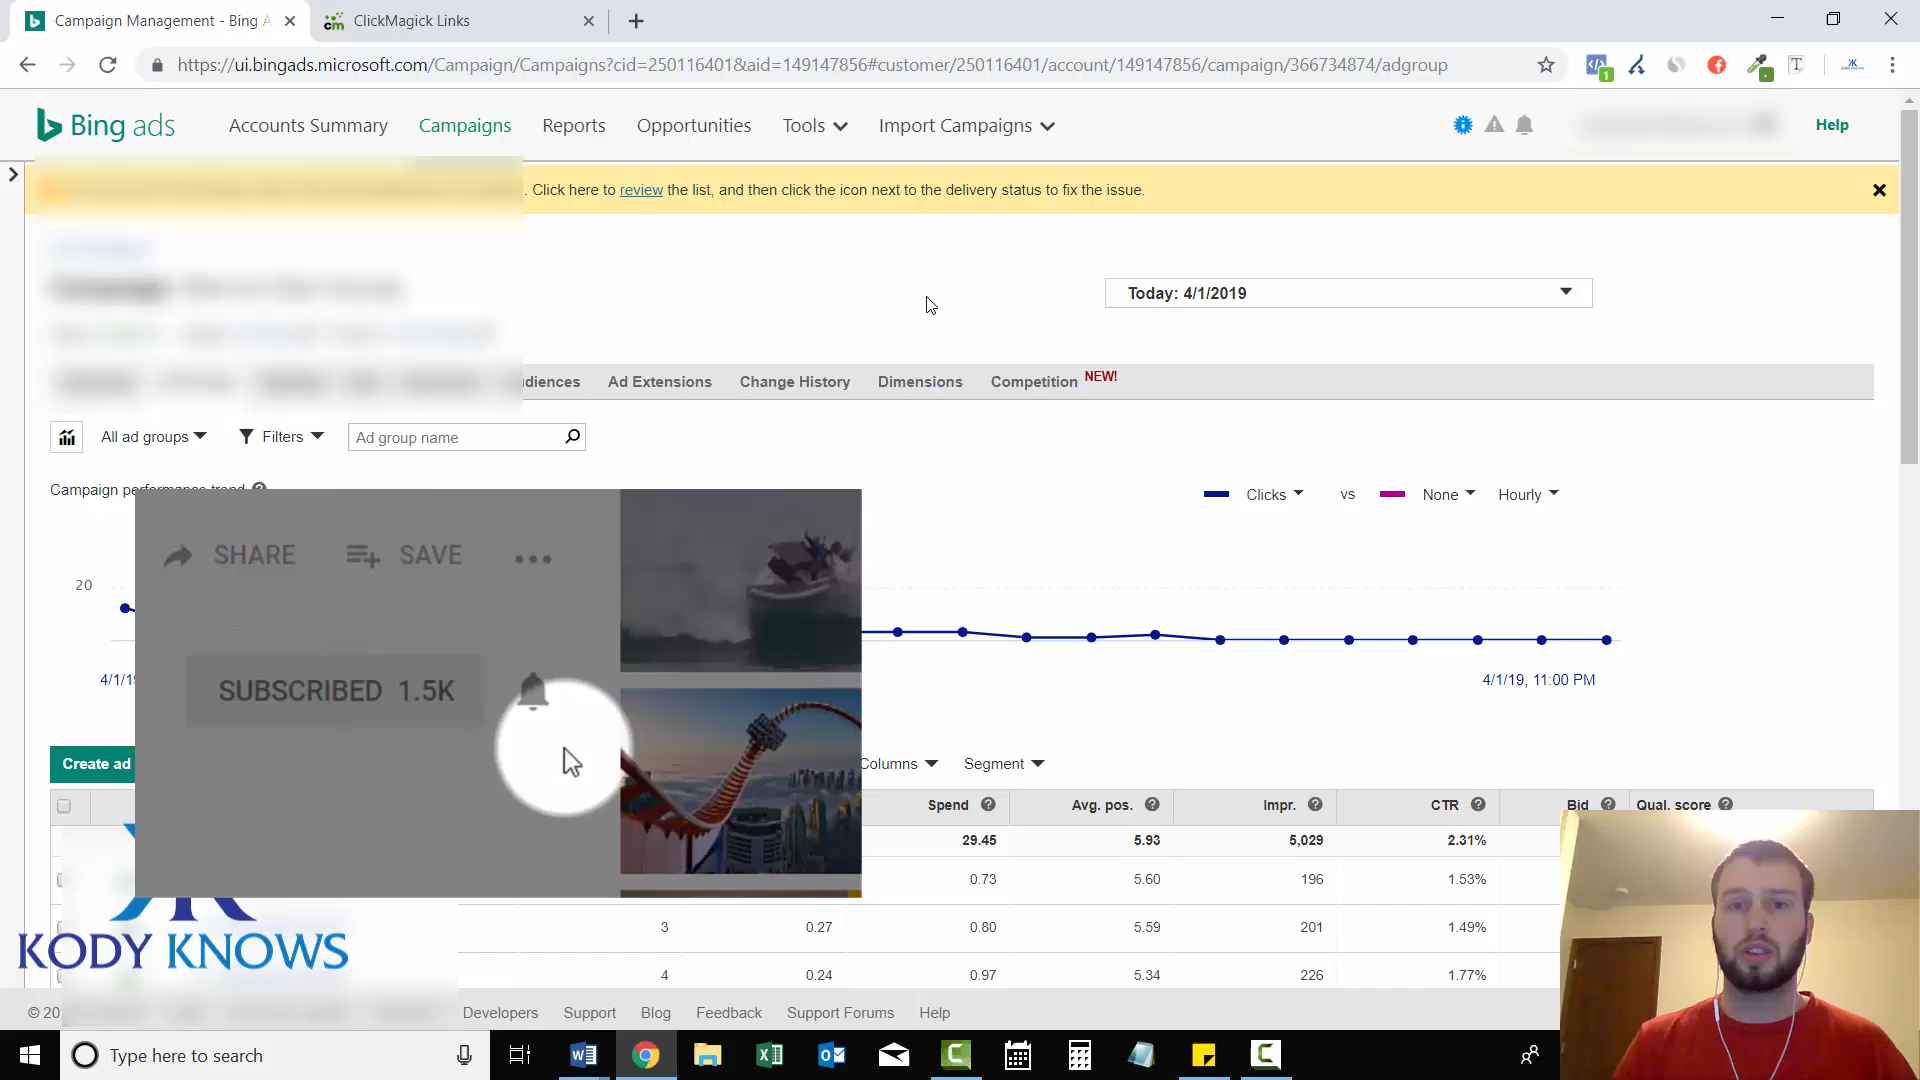 Campaign Management - Bing A
ClickMagick Links
https://ui.bingads.microsoft.com/Campaign/Campaigns?cid=250116401&aid=149147856#customer/250116401/account/149147856/campaign/366734874/adgroup
Bing ads
Accounts Summary
Campaigns
Reports
Opportunities
Tools
Import Campaigns
Help
. Click here to review the list, and then click the icon next to the delivery status to fix the issue.
Today: 4/1/2019
diences
Ad Extensions
Change History
Dimensions
Competition NEW!
All ad groups
Filters
Ad group name
Campaign performance trend
Clicks
vs
None
Hourly
20
4/1/19
4/1/19, 11:00 PM
SHARE
SAVE
SUBSCRIBED 1.5K
Create ad
Columns
Segment
Spend
Avg. pos.
Impr.
CTR
Bid
Qual. score
29.45 5.93 5,029 2.31%
0.73 5.60 196 1.53%
3 0.27 0.80 5.59 201 1.49%
4 0.24 0.97 5.34 226 1.77%
KODY KNOWS
© 20
Developers
Support
Blog
Feedback
Support Forums
Help
Type here to search